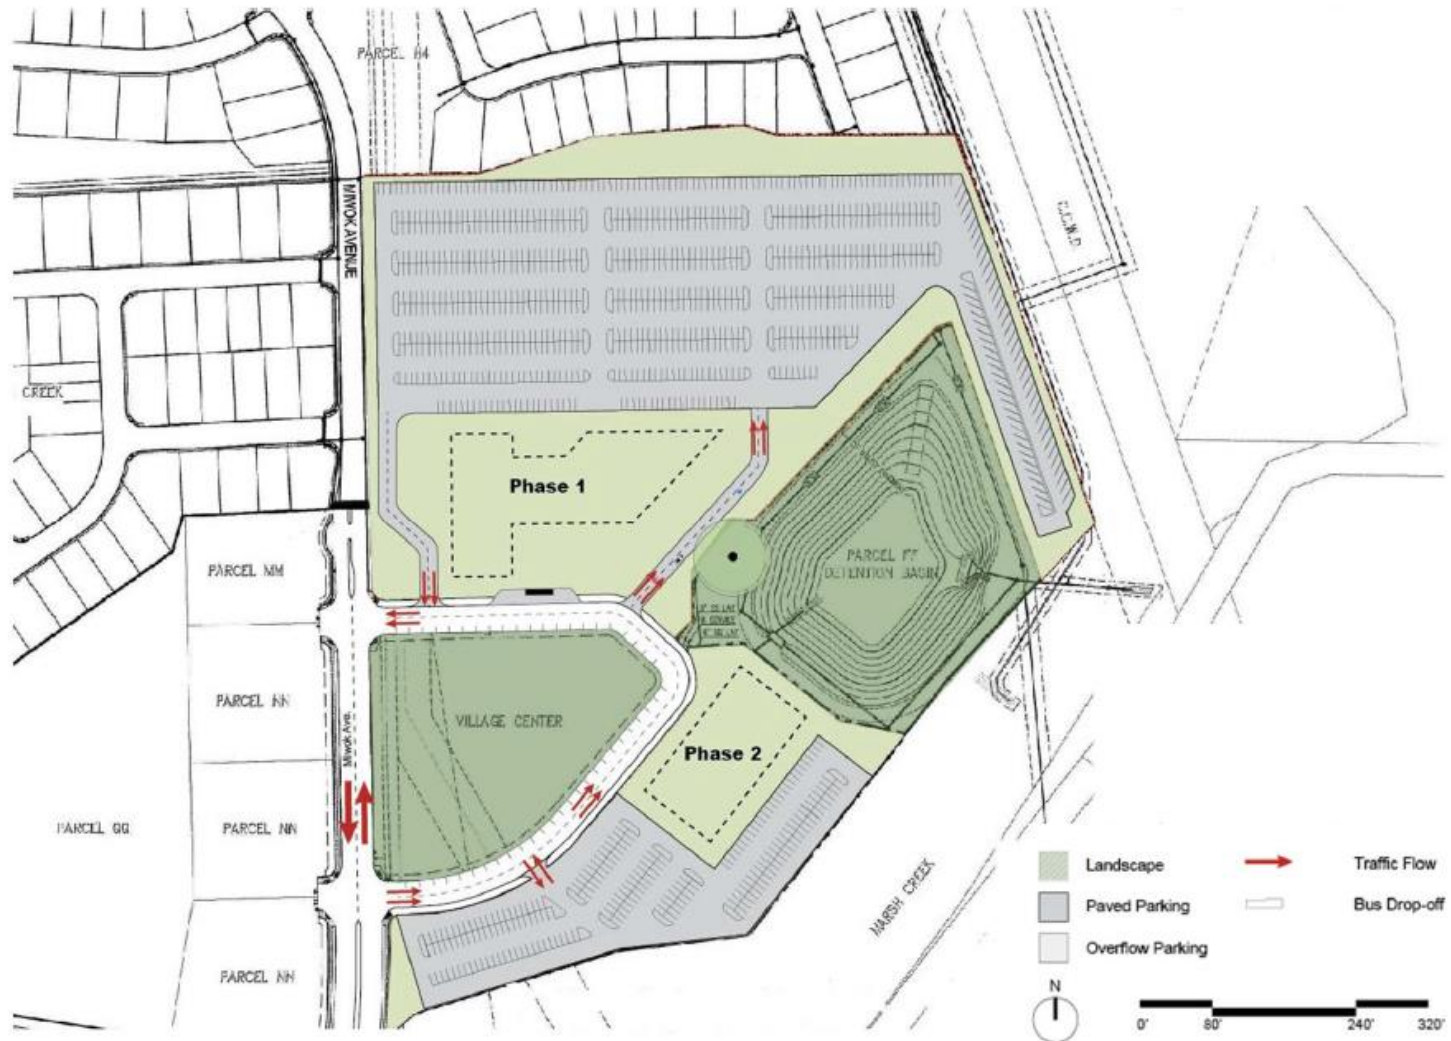 PARCEL H4
MIWOK AVENUE
E.C.W.D
CREEK
Phase 1
PARCEL MM
PARCEL FF
DETENTION BASIN
PARCEL NN
VILLAGE CENTER
Miwok Ave.
Phase 2
PARCEL GG
PARCEL NN
MARSH CREEK
PARCEL NN
Landscape
Traffic Flow
Paved Parking
Bus Drop-off
Overflow Parking
N
0' 80' 240' 320'